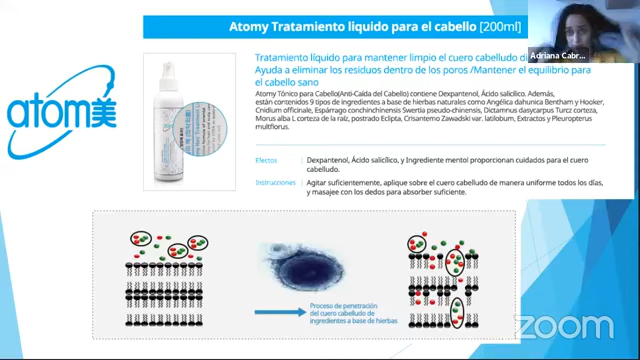 Atomy Tratamiento liquido para el cabello [200ml]
Adriana Cabr...
Tratamiento líquido para mantener limpio el cuero cabelludo
Ayuda a eliminar los residuos dentro de los poros /Mantener el equilibrio para
el cabello sano
Atomy Tónico para Cabello(Anti-Caída del Cabello) contiene Dexpantenol, Ácido salicílico. Además,
están contenidos 9 tipos de ingredientes a base de hierbas naturales como Angélica dahunica Bentham y Hooker,
Cnidium officinale, Espárrago conchinchinensis Swertia pseudo-chinensis, Dictamnus dasycarpus Turcz corteza,
Morus alba L corteza de la raíz, postrado Eclipta, Crisantemo Zawadski var. latilobum, Extractos y Pleuropterus
multiflorus.
atom美
Efectos
Dexpantenol, Ácido salicílico, y Ingrediente mentol proporcionan cuidados para el cuero
cabelludo.
Instrucciones
Agitar suficientemente, aplique sobre el cuero cabelludo de manera uniforme todos los días,
y masajee con los dedos para absorber suficiente.
Proceso de penetración
del cuero cabelludo de
ingredientes a base de hierbas
zoom